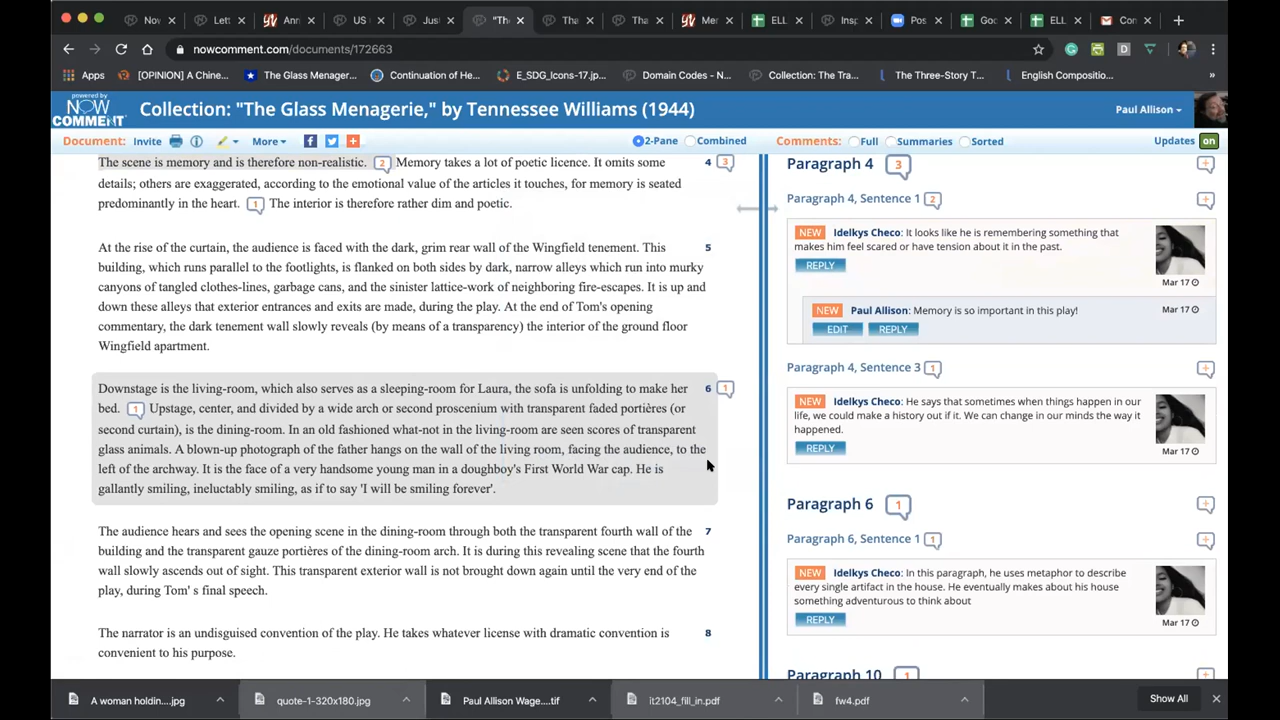 Nov
Lett
Ann
US
Jus
"The
Tha
Tha
Mer
ELL
Insp
Pos
Goo
ELL
Con
nowcomment.com/documents/172663
Apps
[OPINION] A Chine...
The Glass Menager...
Continuation of He...
E_SDG_Icons-17.jp...
Domain Codes - N...
Collection: The Tra...
The Three-Story T...
English Compositio...
»
powered by
NOW
COMMENT
Collection: "The Glass Menagerie," by Tennessee Williams (1944)
Paul Allison
Document: Invite More
2-Pane Combined
Comments: Full Summaries Sorted
Updates on
The scene is memory and is therefore non-realistic. 2 Memory takes a lot of poetic licence. It omits some 4 3
details; others are exaggerated, according to the emotional value of the articles it touches, for memory is seated
predominantly in the heart. 1 The interior is therefore rather dim and poetic.
At the rise of the curtain, the audience is faced with the dark, grim rear wall of the Wingfield tenement. This 5
building, which runs parallel to the footlights, is flanked on both sides by dark, narrow alleys which run into murky
canyons of tangled clothes-lines, garbage cans, and the sinister lattice-work of neighboring fire-escapes. It is up and
down these alleys that exterior entrances and exits are made, during the play. At the end of Tom's opening
commentary, the dark tenement wall slowly reveals (by means of a transparency) the interior of the ground floor
Wingfield apartment.
Downstage is the living-room, which also serves as a sleeping-room for Laura, the sofa is unfolding to make her 6 1
bed. 1 Upstage, center, and divided by a wide arch or second proscenium with transparent faded portières (or
second curtain), is the dining-room. In an old fashioned what-not in the living-room are seen scores of transparent
glass animals. A blown-up photograph of the father hangs on the wall of the living room, facing the audience, to the
left of the archway. It is the face of a very handsome young man in a doughboy's First World War cap. He is
gallantly smiling, ineluctably smiling, as if to say 'I will be smiling forever'.
The audience hears and sees the opening scene in the dining-room through both the transparent fourth wall of the 7
building and the transparent gauze portières of the dining-room arch. It is during this revealing scene that the fourth
wall slowly ascends out of sight. This transparent exterior wall is not brought down again until the very end of the
play, during Tom' s final speech.
The narrator is an undisguised convention of the play. He takes whatever license with dramatic convention is 8
convenient to his purpose.
Paragraph 4 3
Paragraph 4, Sentence 1 2
NEW Idelkys Checo: It looks like he is remembering something that
makes him feel scared or have tension about it in the past.
REPLY
Mar 17
NEW Paul Allison: Memory is so important in this play! Mar 17
EDIT REPLY
Paragraph 4, Sentence 3 1
NEW Idelkys Checo: He says that sometimes when things happen in our
life, we could make a history out if it. We can change in our minds the way it
happened.
REPLY
Mar 17
Paragraph 6 1
Paragraph 6, Sentence 1 1
NEW Idelkys Checo: In this paragraph, he uses metaphor to describe
every single artifact in the house. He eventually makes about his house
something adventurous to think about
REPLY
Mar 17
Paragraph 10 1
A woman holdin....jpg
quote-1-320x180.jpg
Paul Allison Wage....tif
it2104_fill_in.pdf
fw4.pdf
Show All